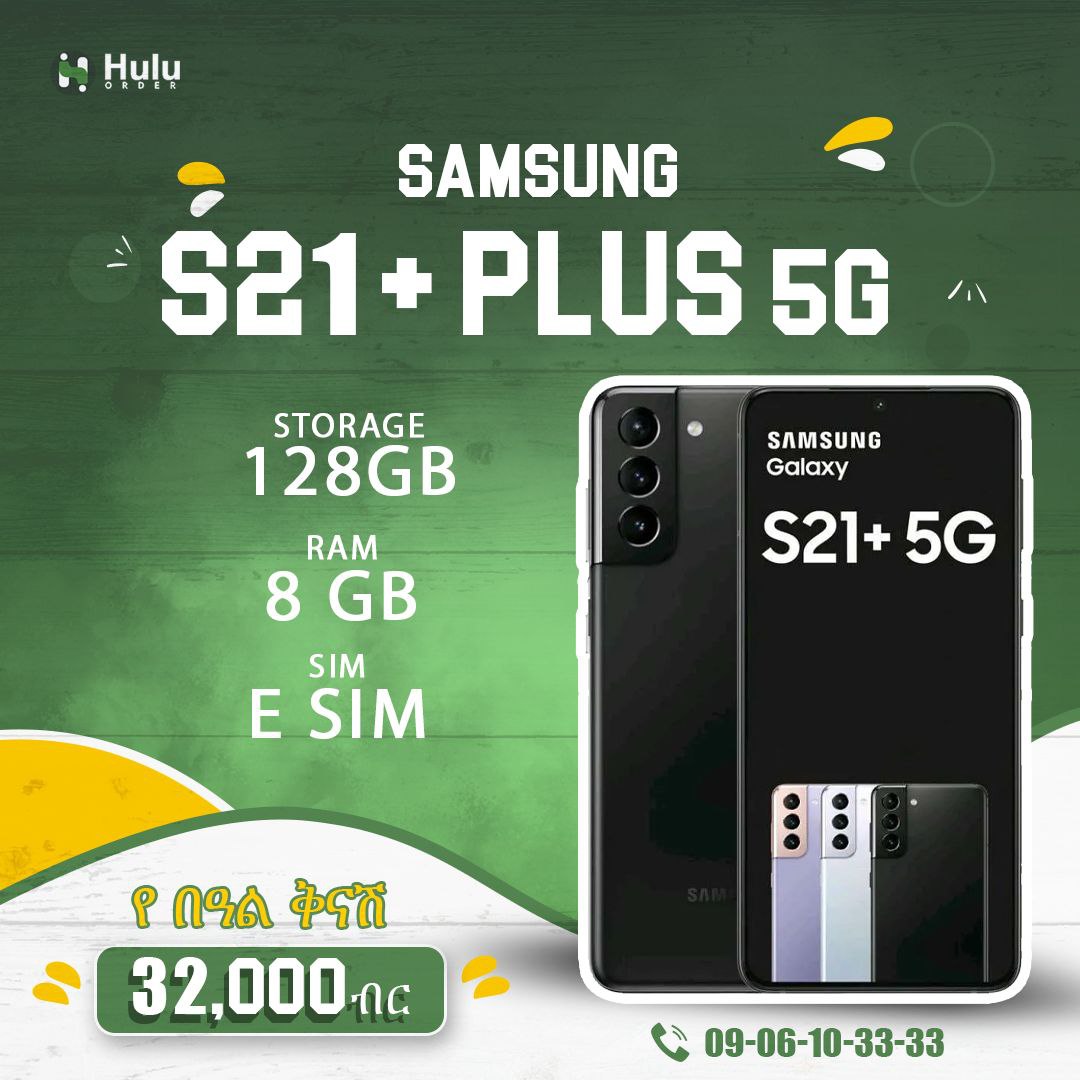 Hulu
ORDER
SAMSUNG
S21+ PLUS 5G
STORAGE
128GB
RAM
8 GB
SIM
E SIM
SAMSUNG
Galaxy
S21+ 5G
SAM
የ በዓል ቅናሽ
32,000ብር
09-06-10-33-33